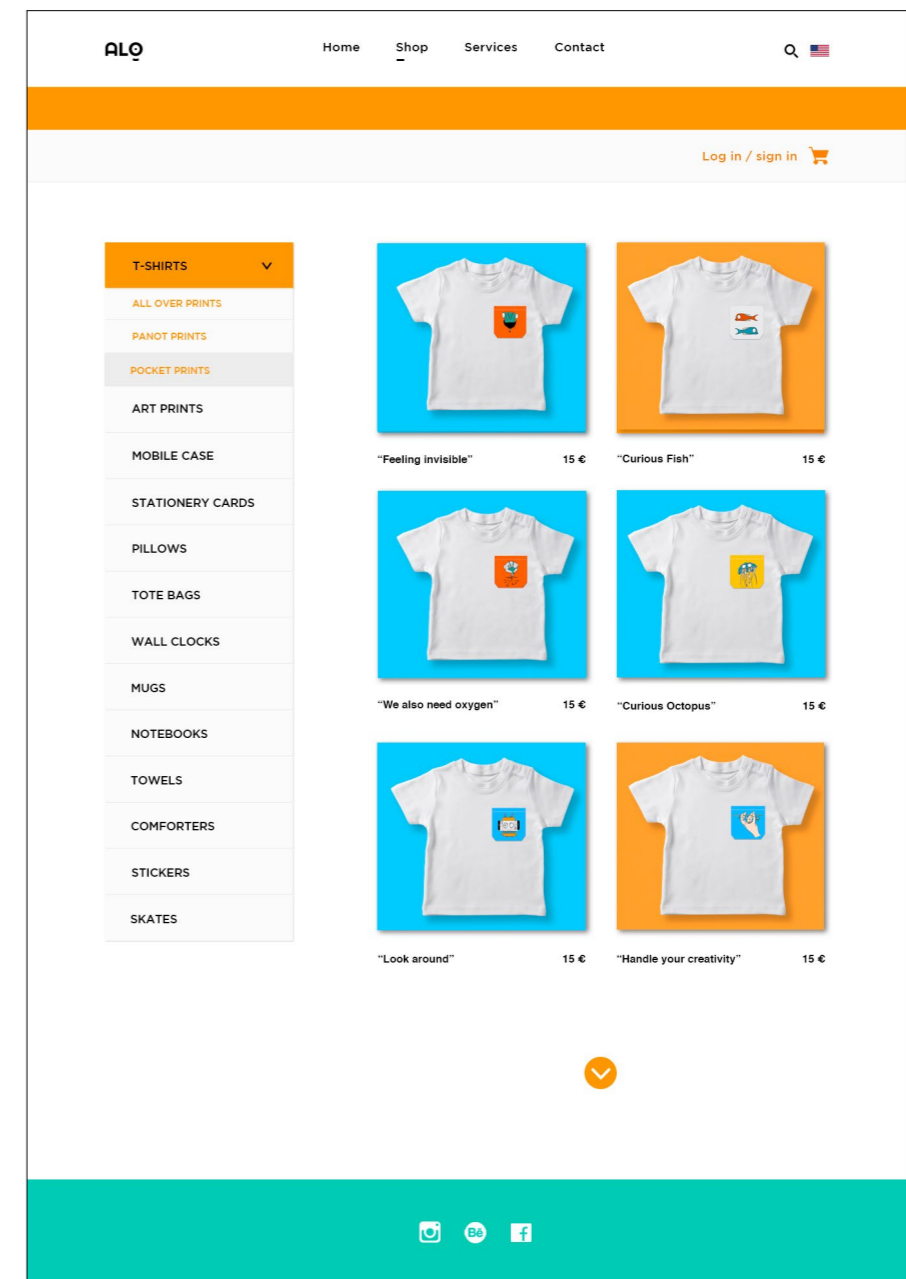 ALO
Home Shop Services Contact
Log in / sign in
T-SHIRTS
ALL OVER PRINTS
PANOT PRINTS
POCKET PRINTS
ART PRINTS
MOBILE CASE
STATIONERY CARDS
PILLOWS
TOTE BAGS
WALL CLOCKS
MUGS
NOTEBOOKS
TOWELS
COMFORTERS
STICKERS
SKATES
“Feeling invisible” 15 €
“Curious Fish” 15 €
“We also need oxygen” 15 €
“Curious Octopus” 15 €
“Look around” 15 €
“Handle your creativity” 15 €
Bē
f